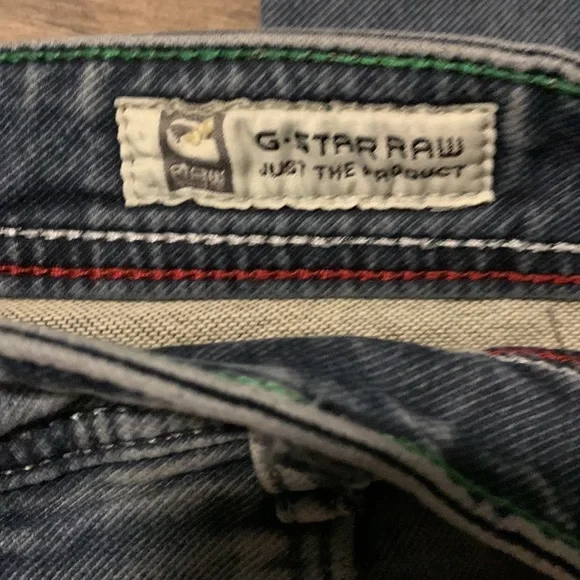 G-STAR RAW
JUST THE PRODUCT